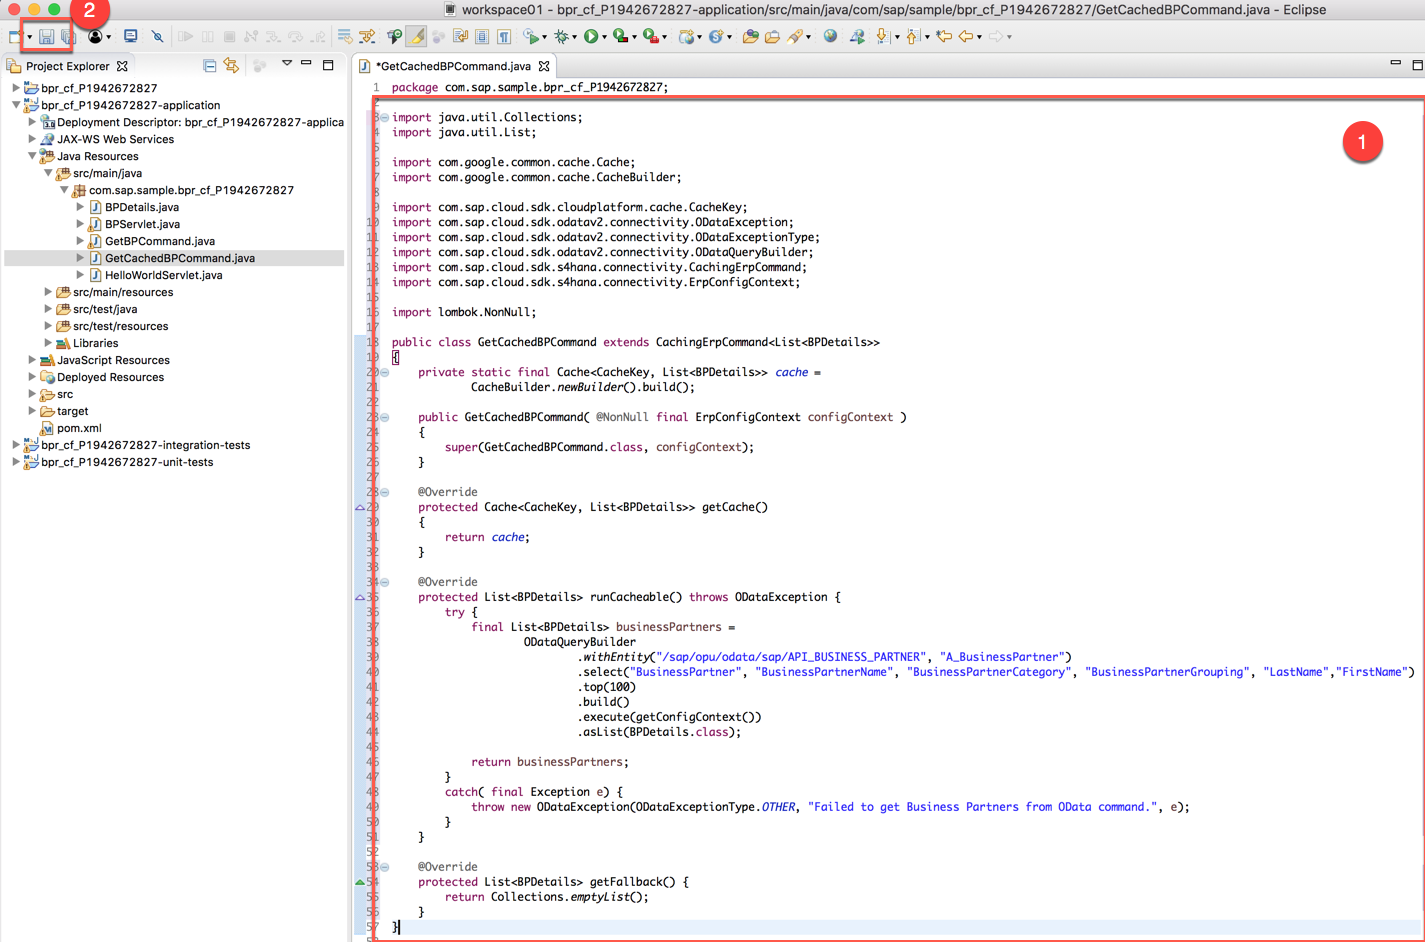 2
workspace01 - bpr_cf_P1942672827-application/src/main/java/com/sap/sample/bpr_cf_P1942672827/GetCachedBPCommand.java - Eclipse
Project Explorer
bpr_cf_P1942672827
bpr_cf_P1942672827-application
Deployment Descriptor: bpr_cf_P1942672827-applica
JAX-WS Web Services
Java Resources
src/main/java
com.sap.sample.bpr_cf_P1942672827
BPDetails.java
BPServlet.java
GetBPCommand.java
GetCachedBPCommand.java
HelloWorldServlet.java
src/main/resources
src/test/java
src/test/resources
Libraries
JavaScript Resources
Deployed Resources
src
target
pom.xml
bpr_cf_P1942672827-integration-tests
bpr_cf_P1942672827-unit-tests
*GetCachedBPCommand.java
1 package com.sap.sample.bpr_cf_P1942672827;
2
3 import java.util.Collections;
4 import java.util.List;
5
6 import com.google.common.cache.Cache;
7 import com.google.common.cache.CacheBuilder;
8
9 import com.sap.cloud.sdk.cloudplatform.cache.CacheKey;
10 import com.sap.cloud.sdk.odatav2.connectivity.ODataException;
11 import com.sap.cloud.sdk.odatav2.connectivity.ODataExceptionType;
12 import com.sap.cloud.sdk.odatav2.connectivity.ODataQueryBuilder;
13 import com.sap.cloud.sdk.s4hana.connectivity.CachingErpCommand;
14 import com.sap.cloud.sdk.s4hana.connectivity.ErpConfigContext;
15
16 import lombok.NonNull;
17
18 public class GetCachedBPCommand extends CachingErpCommand<List<BPDetails>>
19 {
20     private static final Cache<CacheKey, List<BPDetails>> cache =
21             CacheBuilder.newBuilder().build();
22
23     public GetCachedBPCommand( @NonNull final ErpConfigContext configContext )
24     {
25         super(GetCachedBPCommand.class, configContext);
26     }
27
28     @Override
29     protected Cache<CacheKey, List<BPDetails>> getCache()
30     {
31         return cache;
32     }
33
34     @Override
35     protected List<BPDetails> runCacheable() throws ODataException {
36         try {
37             final List<BPDetails> businessPartners =
38                     ODataQueryBuilder
39                             .withEntity("/sap/opu/odata/sap/API_BUSINESS_PARTNER", "A_BusinessPartner")
40                             .select("BusinessPartner", "BusinessPartnerName", "BusinessPartnerCategory", "BusinessPartnerGrouping", "LastName","FirstName")
41                             .top(100)
42                             .build()
43                             .execute(getConfigContext())
44                             .asList(BPDetails.class);
45
46             return businessPartners;
47         }
48         catch( final Exception e) {
49             throw new ODataException(ODataExceptionType.OTHER, "Failed to get Business Partners from OData command.", e);
50         }
51     }
52
53     @Override
54     protected List<BPDetails> getFallback() {
55         return Collections.emptyList();
56     }
57 }
1